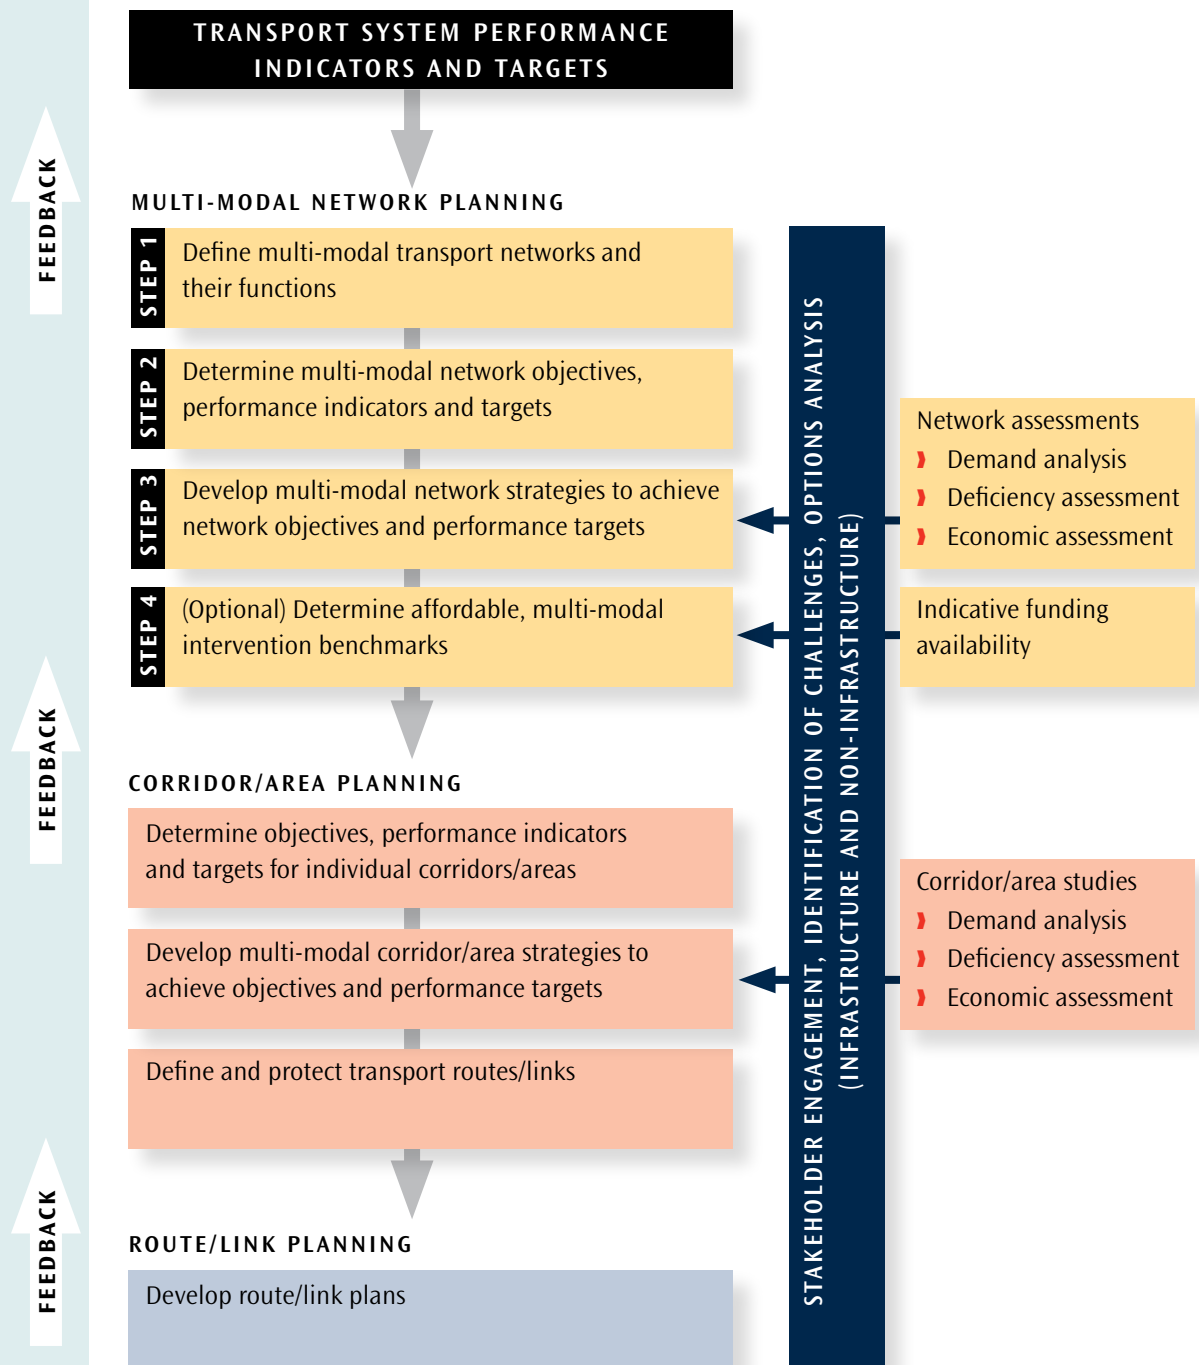 TRANSPORT SYSTEM PERFORMANCE
INDICATORS AND TARGETS
FEEDBACK
MULTI-MODAL NETWORK PLANNING
STEP 1
Define multi-modal transport networks and
their functions
STEP 2
Determine multi-modal network objectives,
performance indicators and targets
STEP 3
Develop multi-modal network strategies to achieve
network objectives and performance targets
STEP 4
(Optional) Determine affordable, multi-modal
intervention benchmarks
STAKEHOLDER ENGAGEMENT, IDENTIFICATION OF CHALLENGES, OPTIONS ANALYSIS
(INFRASTRUCTURE AND NON-INFRASTRUCTURE)
Network assessments
Demand analysis
Deficiency assessment
Economic assessment
Indicative funding
availability
FEEDBACK
CORRIDOR/AREA PLANNING
Determine objectives, performance indicators
and targets for individual corridors/areas
Develop multi-modal corridor/area strategies to
achieve objectives and performance targets
Define and protect transport routes/links
Corridor/area studies
Demand analysis
Deficiency assessment
Economic assessment
FEEDBACK
ROUTE/LINK PLANNING
Develop route/link plans